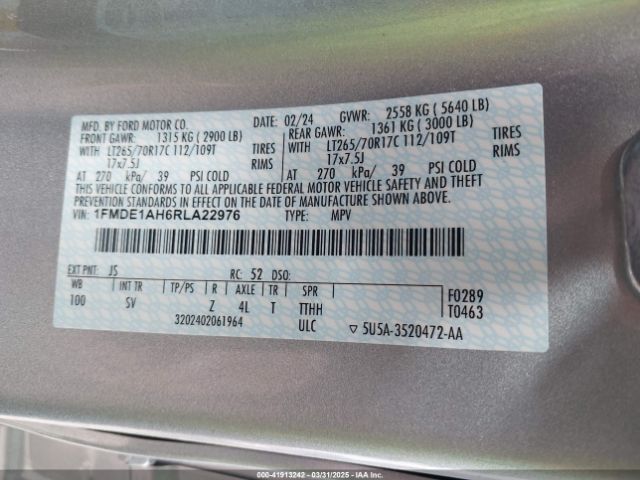 MFD. BY FORD MOTOR CO. DATE: 02/24 GVWR: 2558 KG ( 5640 LB)
FRONT GAWR: 1315 KG ( 2900 LB) REAR GAWR: 1361 KG ( 3000 LB)
WITH LT265/70R17C 112/109T TIRES WITH LT265/70R17C 112/109T TIRES
17x7.5J RIMS 17x7.5J RIMS
AT 270 kPa/ 39 PSI COLD AT 270 kPa/ 39 PSI COLD
THIS VEHICLE CONFORMS TO ALL APPLICABLE FEDERAL MOTOR VEHICLE SAFETY AND THEFT
PREVENTION STANDARDS IN EFFECT ON THE DATE OF MANUFACTURE SHOWN ABOVE.
VIN: 1FMDE1AH6RLA22976 TYPE: MPV
EXT PNT: JS RC: 52 DSO:
WB INT TR TP/PS R AXLE TR SPR F0289
100 SV Z 4L T TTHH T0463
3202402061964 ULC ▽ 5U5A-3520472-AA
000-41913242 - 03/31/2025 - IAAI.COM